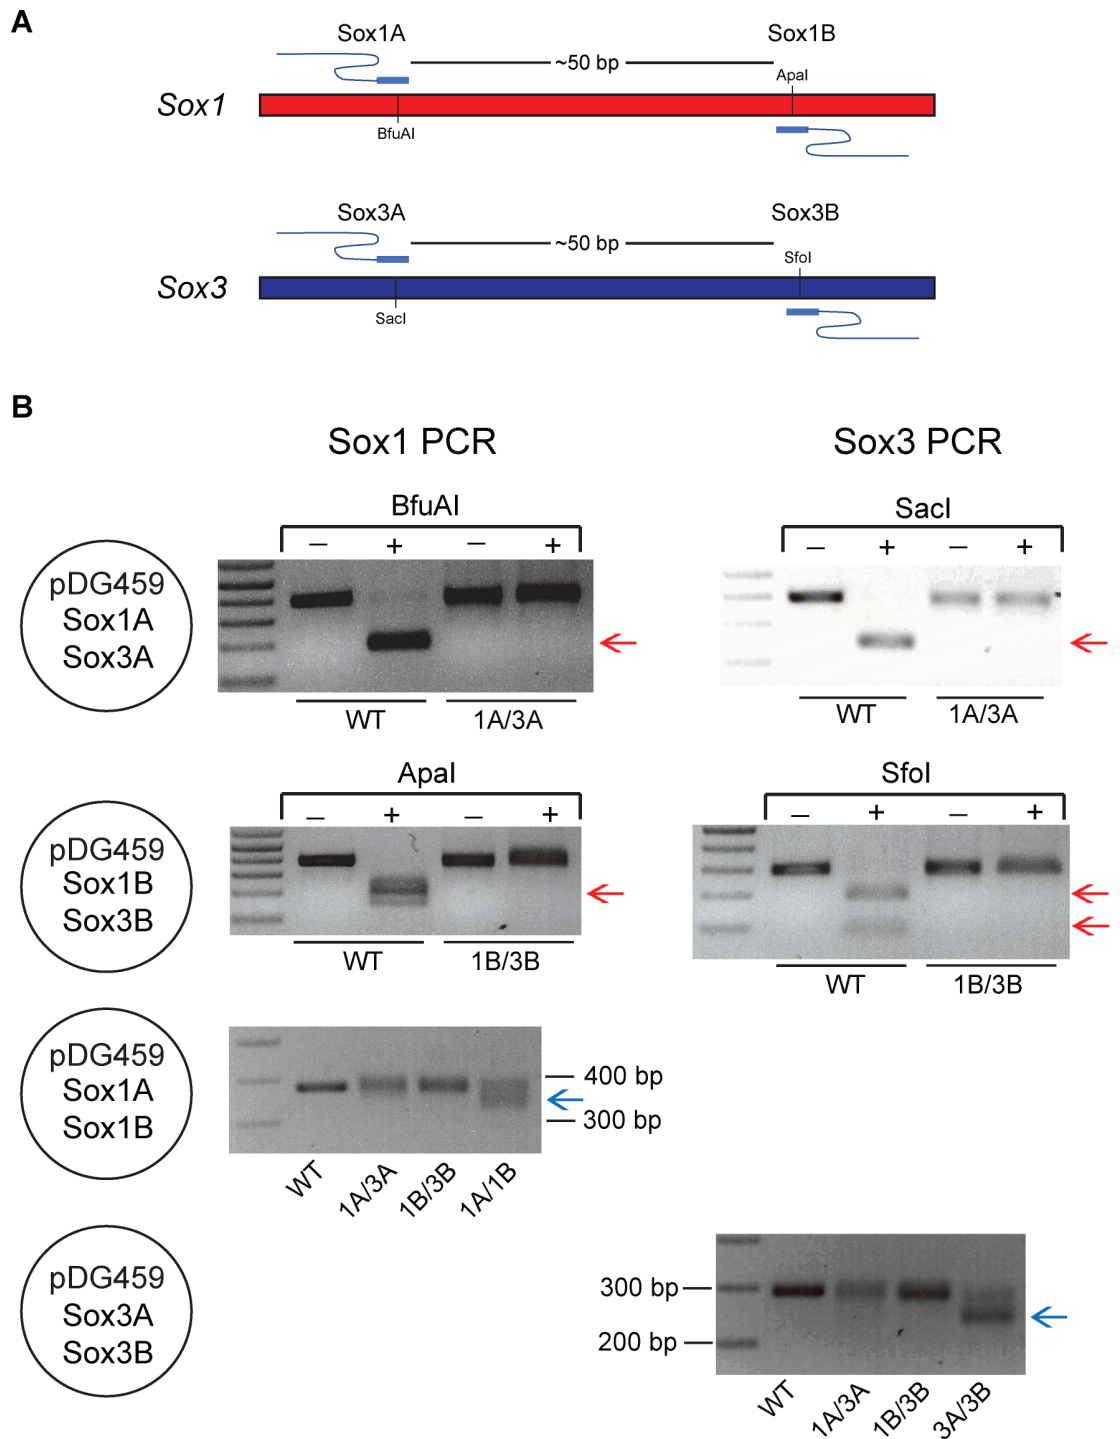 A
Sox1A Sox1B
~50 bp
ApaI
Sox1
BfuAI
Sox3A Sox3B
~50 bp
SfoI
Sox3
SacI
B
Sox1 PCR Sox3 PCR
BfuAI SacI
– + – + – + – +
pDG459
Sox1A
Sox3A
WT 1A/3A WT 1A/3A
ApaI SfoI
– + – + – + – +
pDG459
Sox1B
Sox3B
WT 1B/3B WT 1B/3B
pDG459
Sox1A
Sox1B
400 bp
300 bp
WT 1A/3A 1B/3B 1A/1B
pDG459
Sox3A
Sox3B
300 bp
200 bp
WT 1A/3A 1B/3B 3A/3B